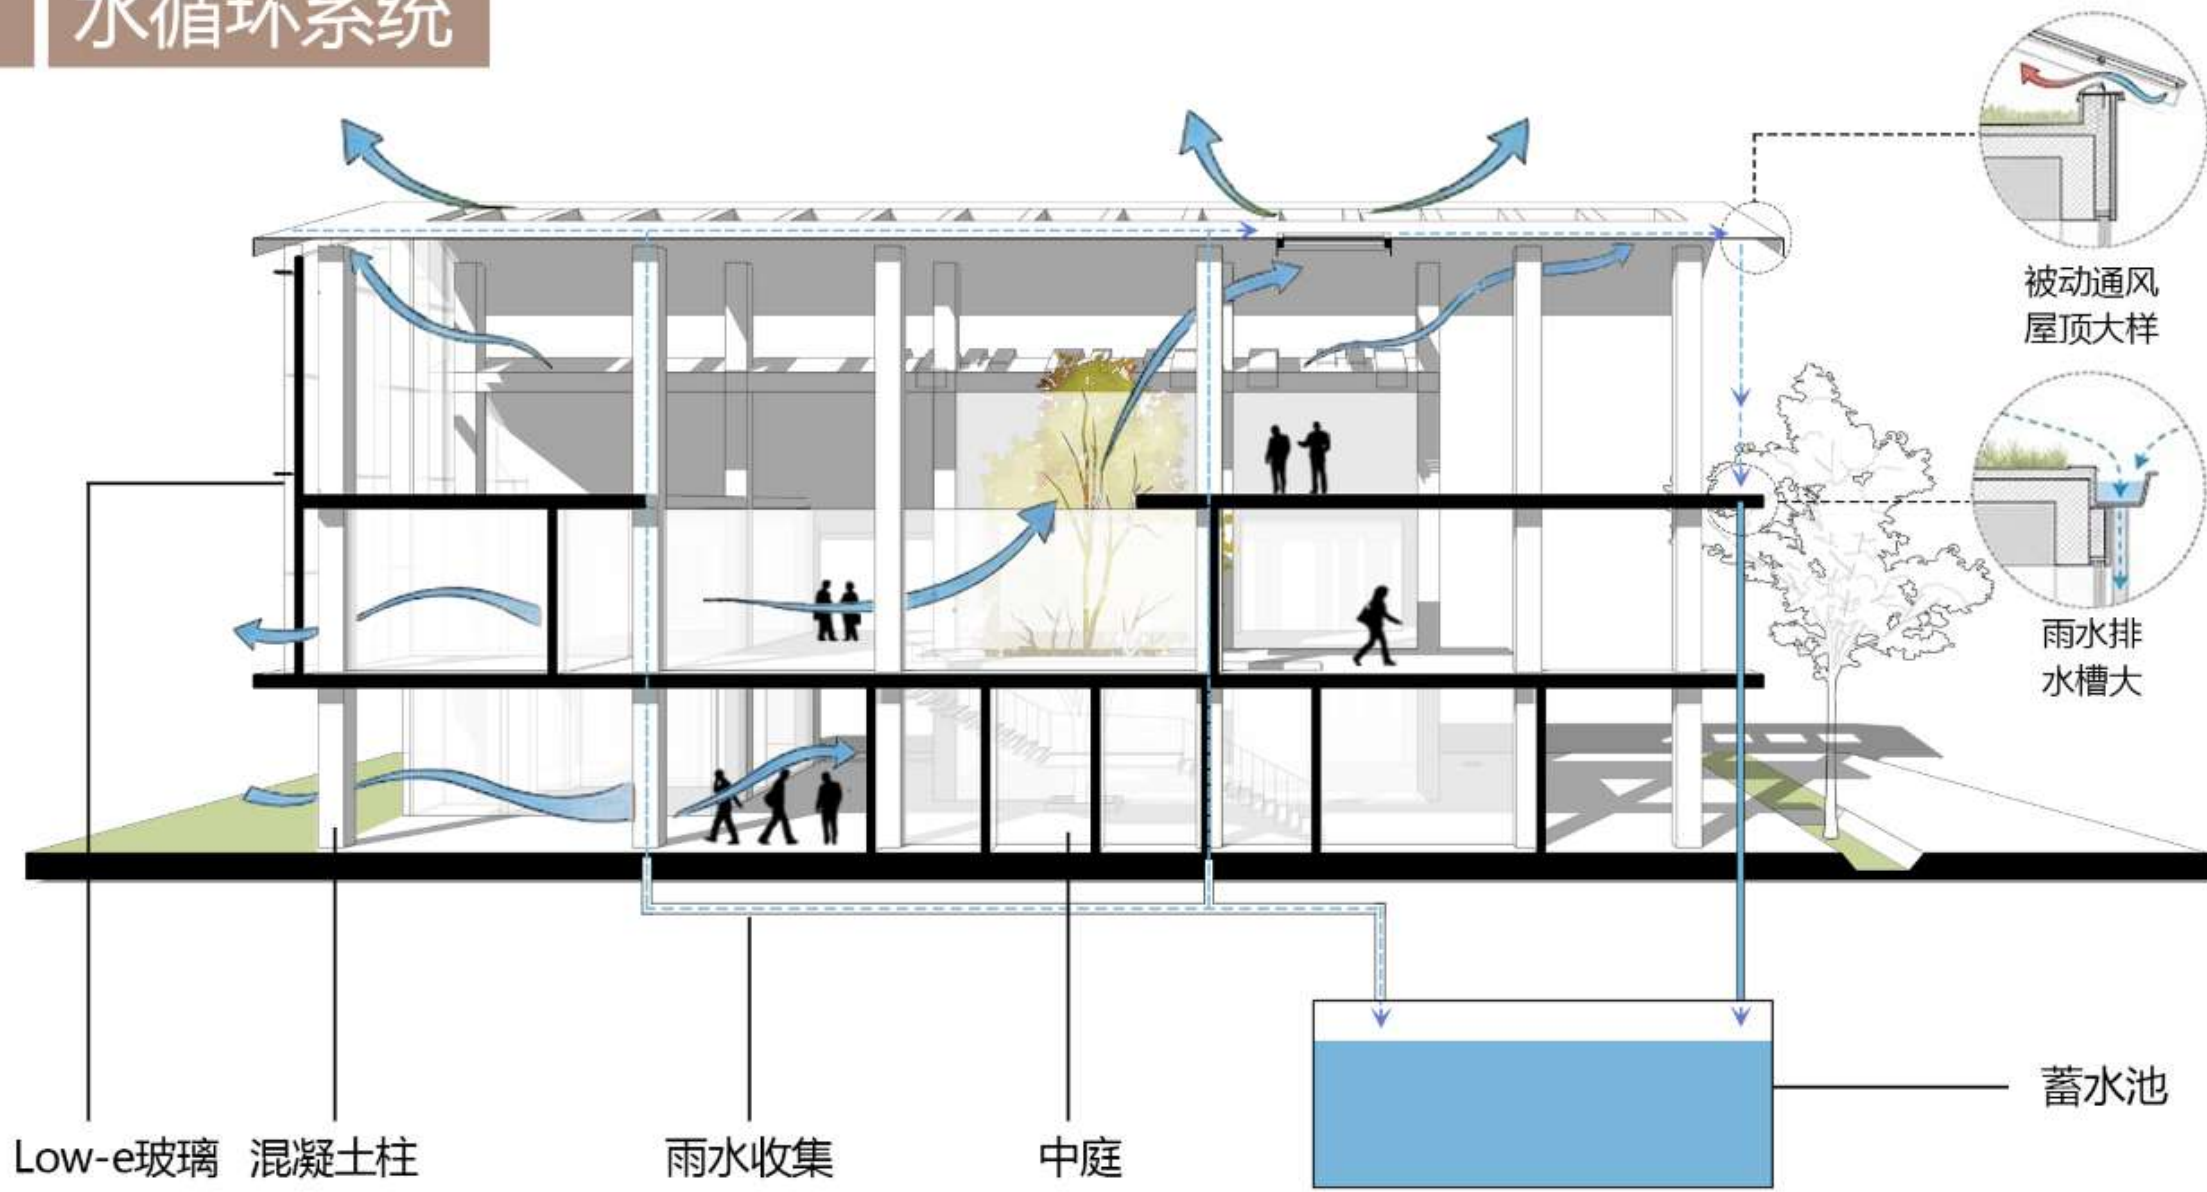 水循环系统
被动通风
屋顶大样
雨水排
水槽大
蓄水池
Low-e玻璃
混凝土柱
雨水收集
中庭